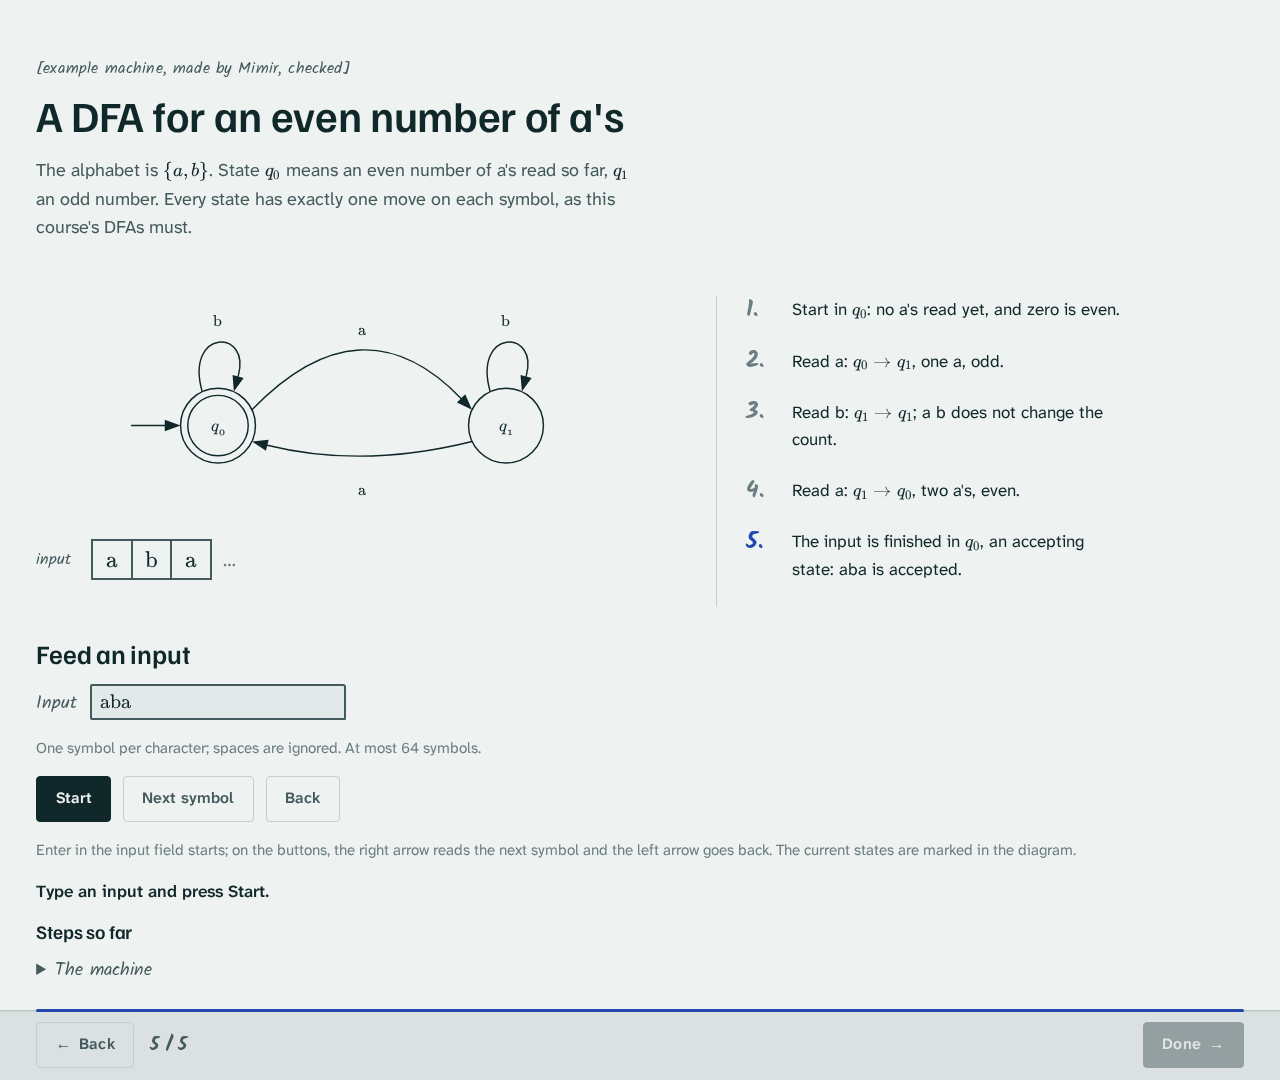 [example machine, made by Mimir, checked]
A DFA for an even number of a's
The alphabet is {a, b}. State q₀ means an even number of a's read so far, q₁
an odd number. Every state has exactly one move on each symbol, as this
course's DFAs must.
b
a
b
q₀
q₁
a
input a b a ...
1. Start in q₀: no a's read yet, and zero is even.
2. Read a: q₀ → q₁, one a, odd.
3. Read b: q₁ → q₁; a b does not change the
count.
4. Read a: q₁ → q₀, two a's, even.
5. The input is finished in q₀, an accepting
state: aba is accepted.
Feed an input
Input aba
One symbol per character; spaces are ignored. At most 64 symbols.
Start Next symbol Back
Enter in the input field starts; on the buttons, the right arrow reads the next symbol and the left arrow goes back. The current states are marked in the diagram.
Type an input and press Start.
Steps so far
▶ The machine
← Back 5 / 5 Done →